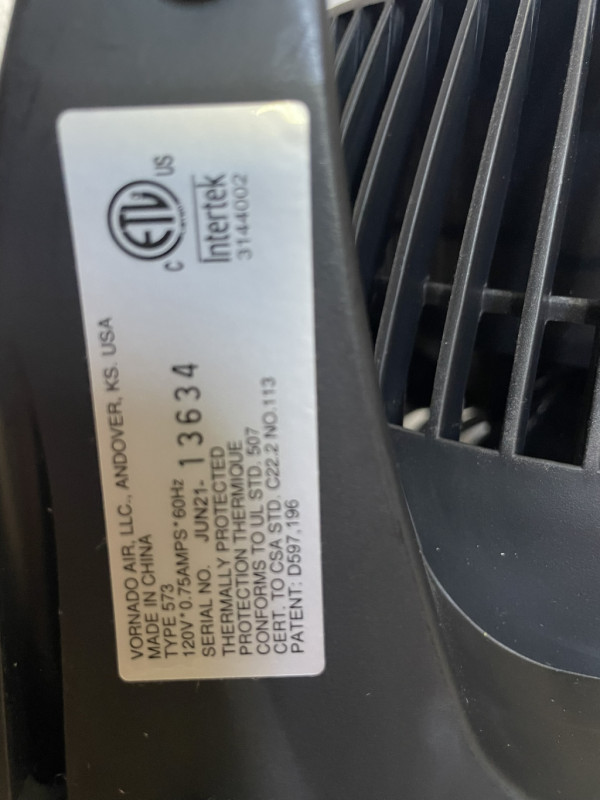 VORNADO AIR, LLC., ANDOVER, KS. USA
MADE IN CHINA
TYPE 573
120V*0.75AMPS*60Hz
SERIAL NO. JUN21- 13634
THERMALLY PROTECTED
PROTECTION THERMIQUE
CONFORMS TO UL STD. 507
CERT. TO CSA STD. C22.2 NO.113
PATENT: D597,196
C ETL US
Intertek
3144002